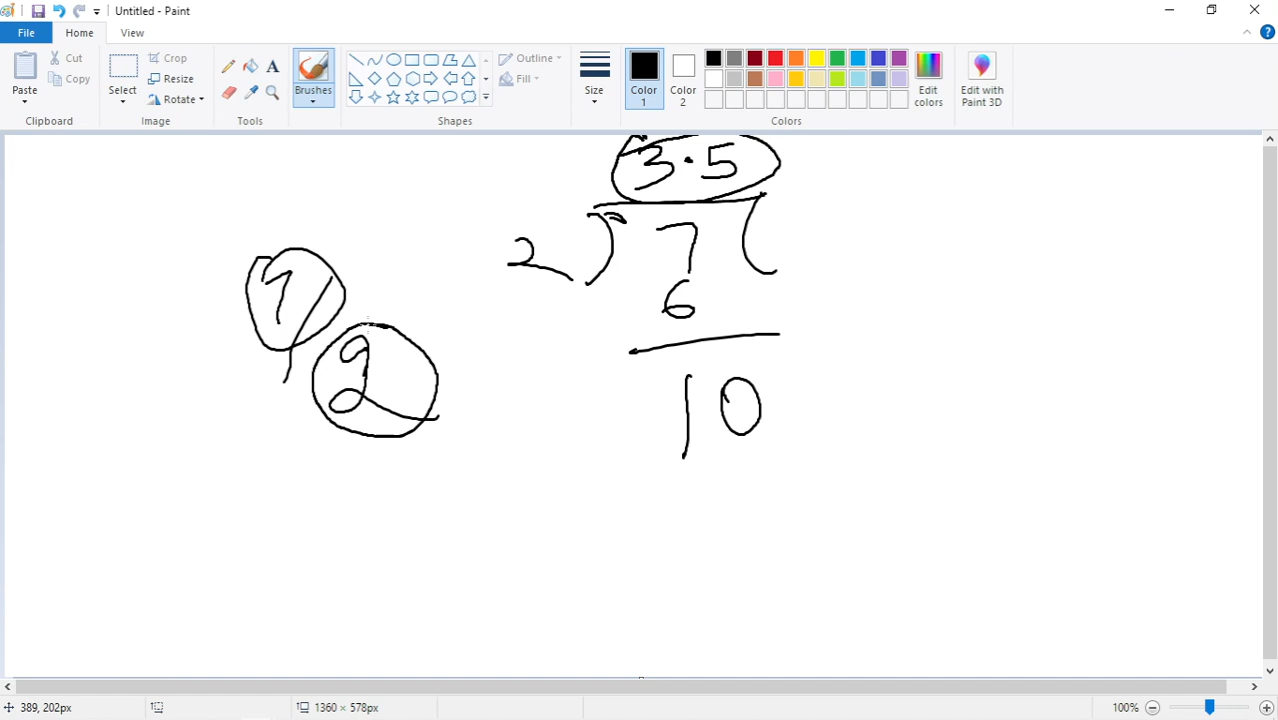 Untitled - Paint
File Home View
Paste Cut Copy Select Crop Resize Rotate A Brushes Outline Fill Size Color 1 Color 2 Edit colors Edit with Paint 3D
Clipboard Image Tools Shapes Colors
3.5
2 7
6
10
7/
2
389, 202px 1360 × 578px 100%